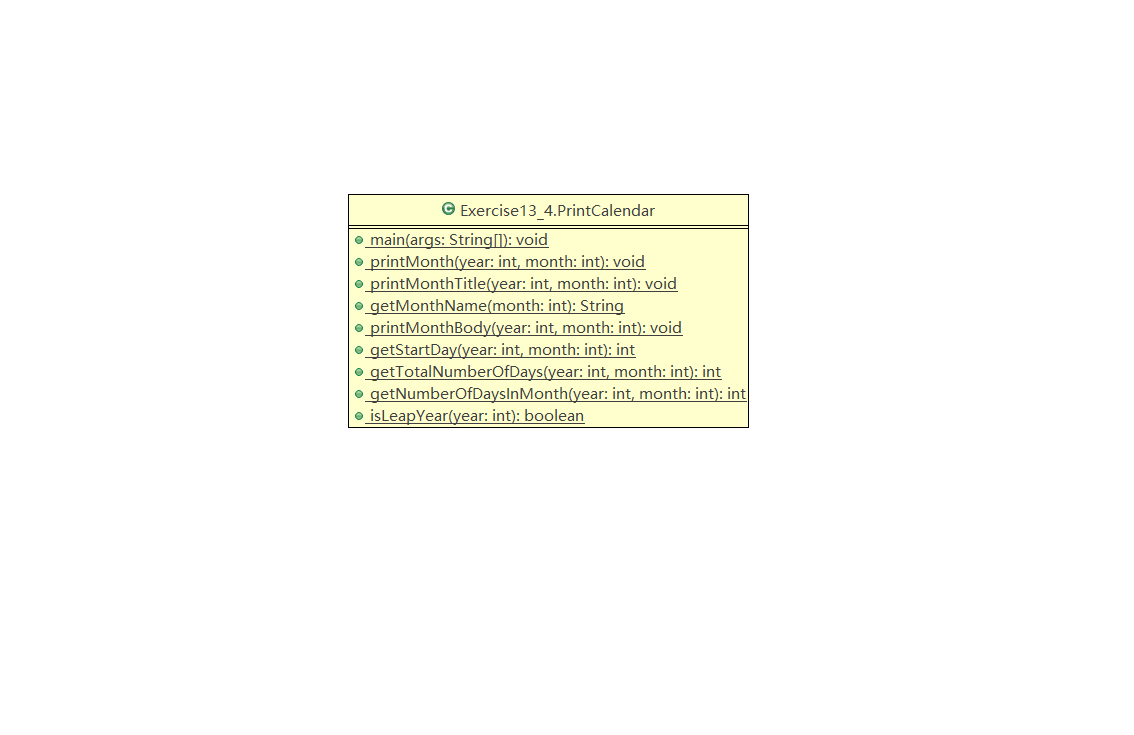 Exercise13_4.PrintCalendar
main(args: String[]): void
printMonth(year: int, month: int): void
printMonthTitle(year: int, month: int): void
getMonthName(month: int): String
printMonthBody(year: int, month: int): void
getStartDay(year: int, month: int): int
getTotalNumberOfDays(year: int, month: int): int
getNumberOfDaysInMonth(year: int, month: int): int
isLeapYear(year: int): boolean